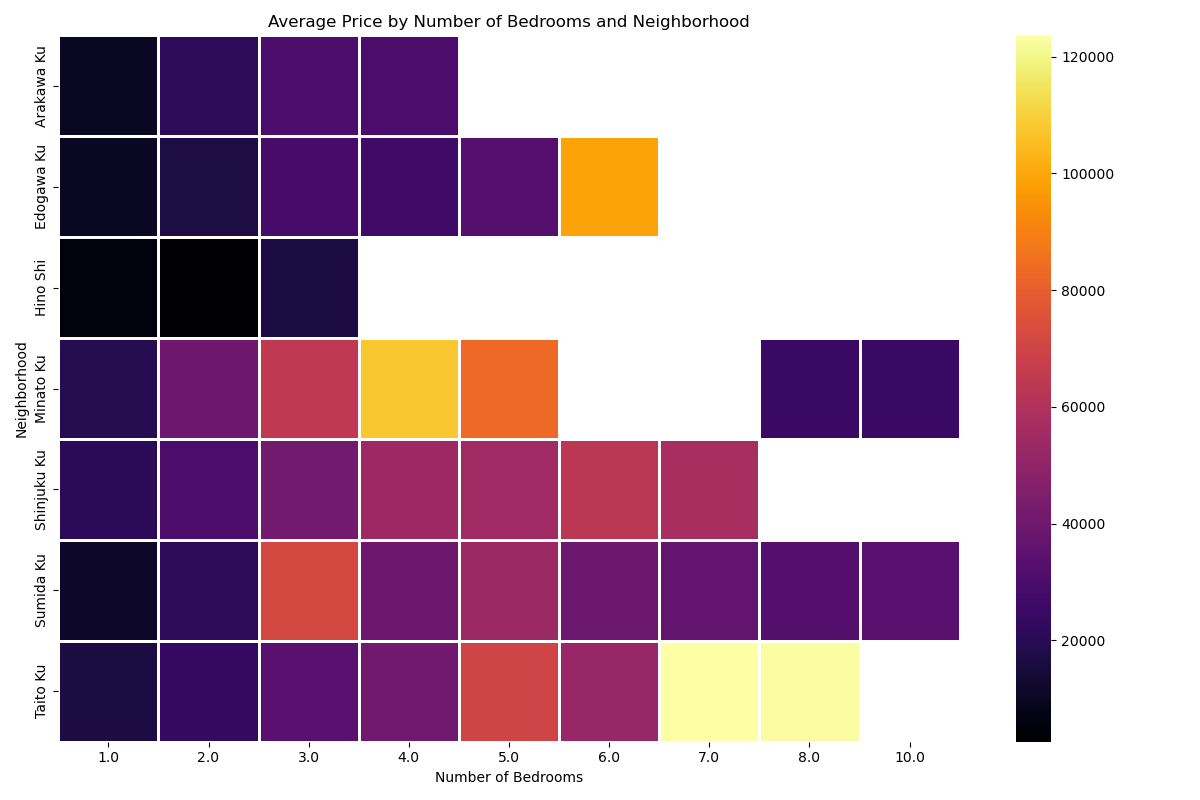 Average Price by Number of Bedrooms and Neighborhood
Neighborhood
Arakawa Ku
Edogawa Ku
Hino Shi
Minato Ku
Shinjuku Ku
Sumida Ku
Taito Ku
1.0 2.0 3.0 4.0 5.0 6.0 7.0 8.0 10.0
Number of Bedrooms
120000
100000
80000
60000
40000
20000